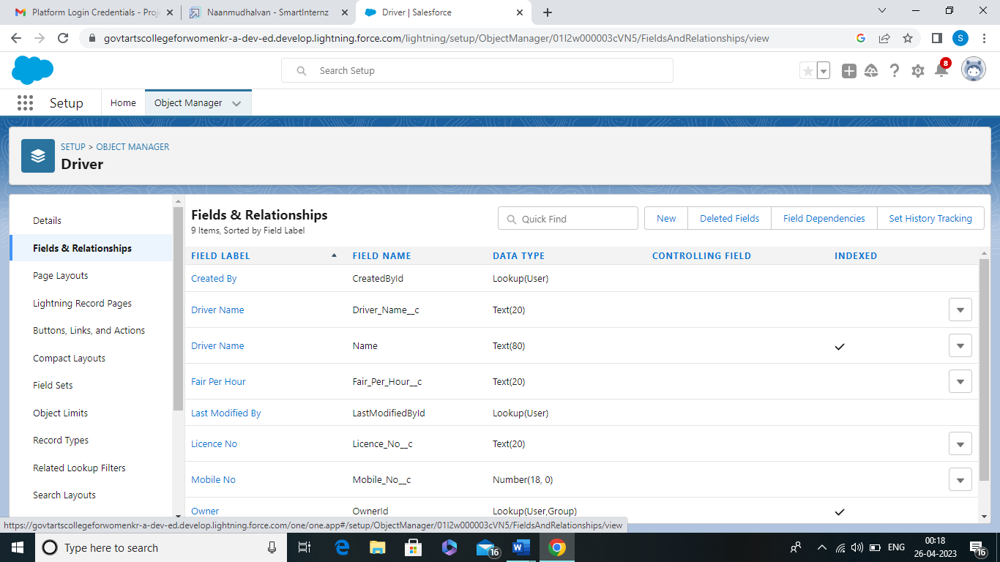 Platform Login Credentials - Proj
Naanmudhalvan - SmartInternz
Driver | Salesforce
govtartscollegeforwomenkr-a-dev-ed.develop.lightning.force.com/lightning/setup/ObjectManager/01I2w000003cVN5/FieldsAndRelationships/view
S
Search Setup
8
Setup
Home
Object Manager
SETUP > OBJECT MANAGER
Driver
Details
Fields & Relationships
Page Layouts
Lightning Record Pages
Buttons, Links, and Actions
Compact Layouts
Field Sets
Object Limits
Record Types
Related Lookup Filters
Search Layouts
Fields & Relationships
9 Items, Sorted by Field Label
Quick Find
New
Deleted Fields
Field Dependencies
Set History Tracking
FIELD LABEL FIELD NAME DATA TYPE CONTROLLING FIELD INDEXED
Created By CreatedById Lookup(User)
Driver Name Driver_Name__c Text(20)
Driver Name Name Text(80)
Fair Per Hour Fair_Per_Hour__c Text(20)
Last Modified By LastModifiedById Lookup(User)
Licence No Licence_No__c Text(20)
Mobile No Mobile_No__c Number(18, 0)
Owner OwnerId Lookup(User,Group)
https://govtartscollegeforwomenkr-a-dev-ed.develop.lightning.force.com/one/one.app#/setup/ObjectManager/01I2w000003cVN5/FieldsAndRelationships/view
Type here to search
16
W
ENG
00:18
26-04-2023
16